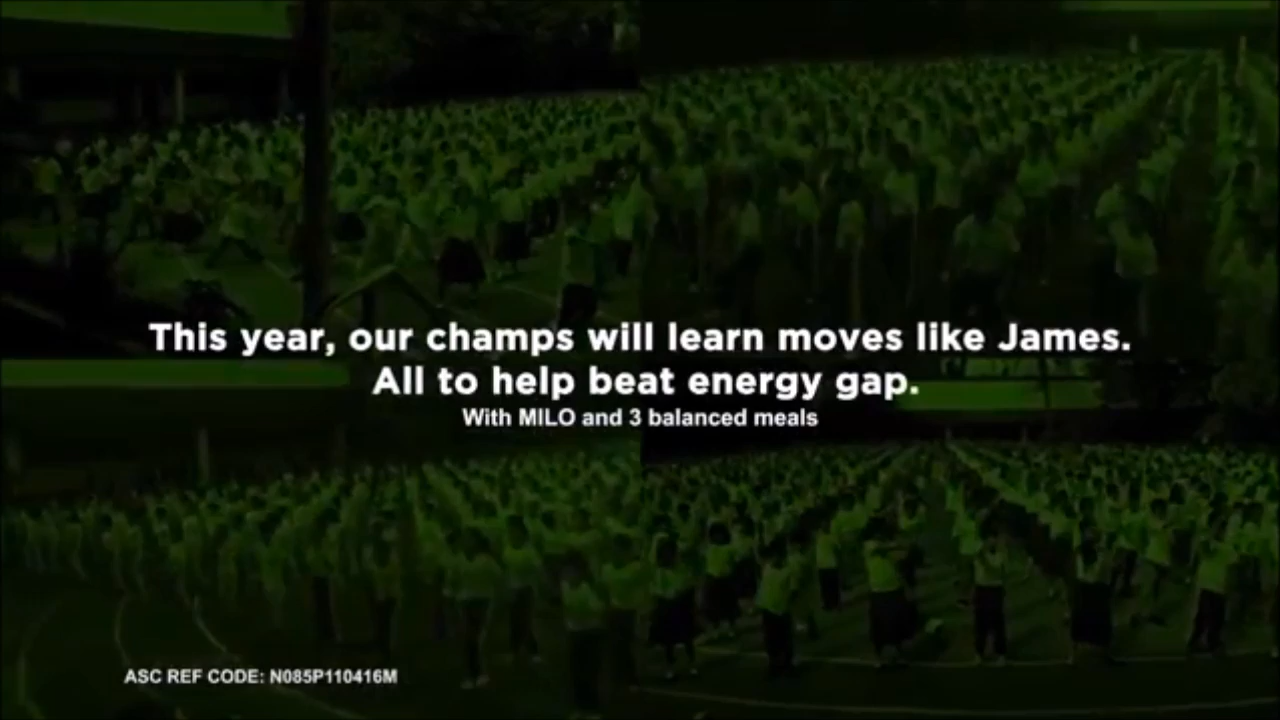 This year, our champs will learn moves like James.
All to help beat energy gap.
With MILO and 3 balanced meals
ASC REF CODE: N085P110416M